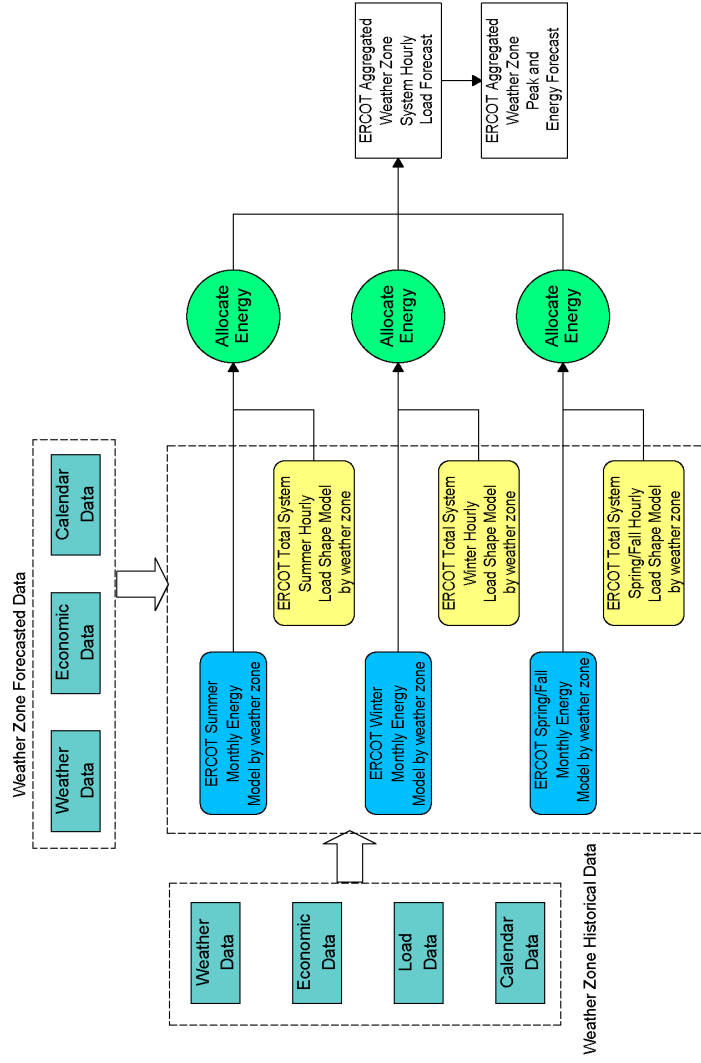 Weather Zone Forecasted Data
Weather
Data
Economic
Data
Calendar
Data
Weather
Data
Economic
Data
Load
Data
Calendar
Data
Weather Zone Historical Data
ERCOT Summer
Monthly Energy
Model by weather zone
ERCOT Total System
Summer Hourly
Load Shape Model
by weather zone
Allocate
Energy
ERCOT Winter
Monthly Energy
Model by weather zone
ERCOT Total System
Winter Hourly
Load Shape Model
by weather zone
Allocate
Energy
ERCOT Spring/Fall
Monthly Energy
Model by weather zone
ERCOT Total System
Spring/Fall Hourly
Load Shape Model
by weather zone
Allocate
Energy
ERCOT Aggregated
Weather Zone
System Hourly
Load Forecast
ERCOT Aggregated
Weather Zone
Peak and
Energy Forecast